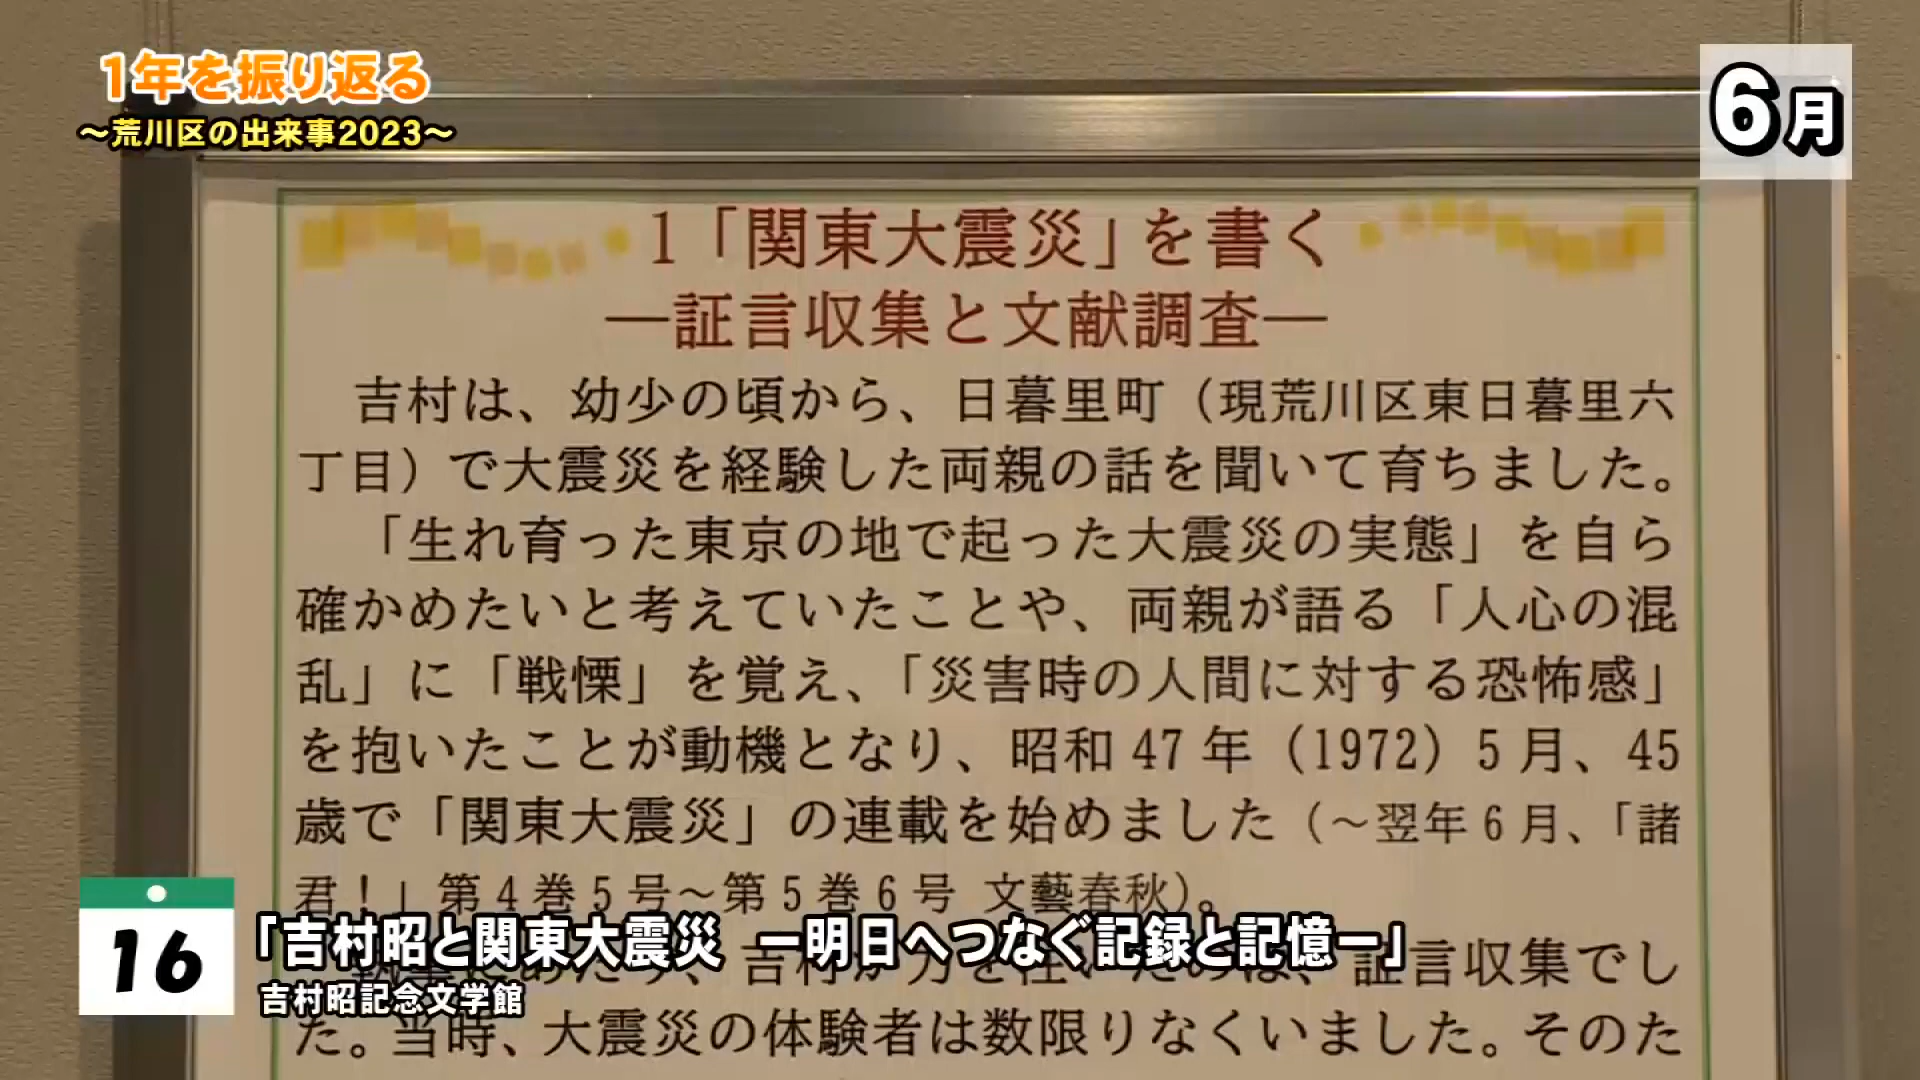 1年を振り返る
～荒川区の出来事2023～
6月
1「関東大震災」を書く
―証言収集と文献調査―
吉村は、幼少の頃から、日暮里町（現荒川区東日暮里六
丁目）で大震災を経験した両親の話を聞いて育ちました。
「生れ育った東京の地で起った大震災の実態」を自ら
確かめたいと考えていたことや、両親が語る「人心の混
乱」に「戦慄」を覚え、「災害時の人間に対する恐怖感」
を抱いたことが動機となり、昭和47年（1972）5月、45
歳で「関東大震災」の連載を始めました（～翌年6月、「諸
君！」第4巻5号～第5巻6号 文藝春秋）。
証言収集でし
た。当時、大震災の体験者は数限りなくいました。そのた
16
「吉村昭と関東大震災 ー明日へつなぐ記録と記憶ー」
吉村昭記念文学館